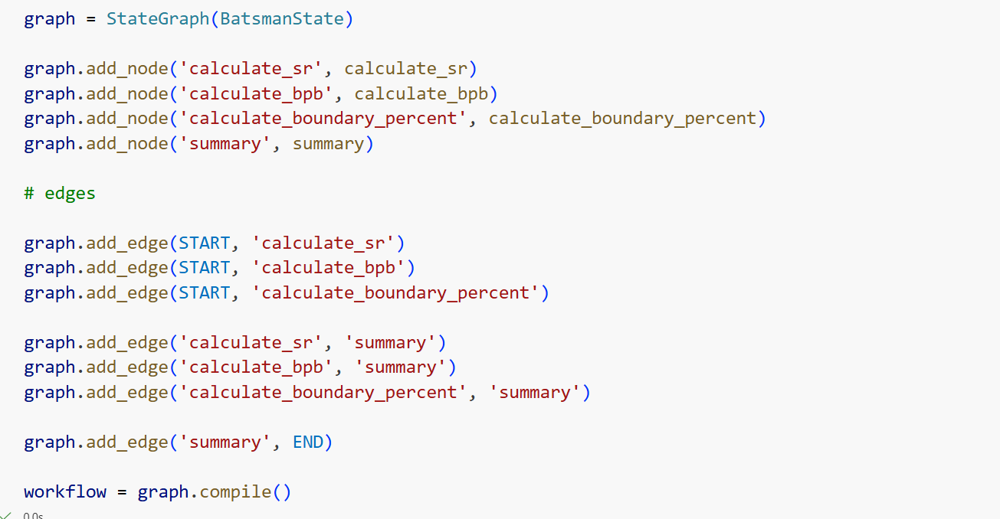 graph = StateGraph(BatsmanState)
graph.add_node('calculate_sr', calculate_sr)
graph.add_node('calculate_bpb', calculate_bpb)
graph.add_node('calculate_boundary_percent', calculate_boundary_percent)
graph.add_node('summary', summary)
# edges
graph.add_edge(START, 'calculate_sr')
graph.add_edge(START, 'calculate_bpb')
graph.add_edge(START, 'calculate_boundary_percent')
graph.add_edge('calculate_sr', 'summary')
graph.add_edge('calculate_bpb', 'summary')
graph.add_edge('calculate_boundary_percent', 'summary')
graph.add_edge('summary', END)
workflow = graph.compile()
0.0s